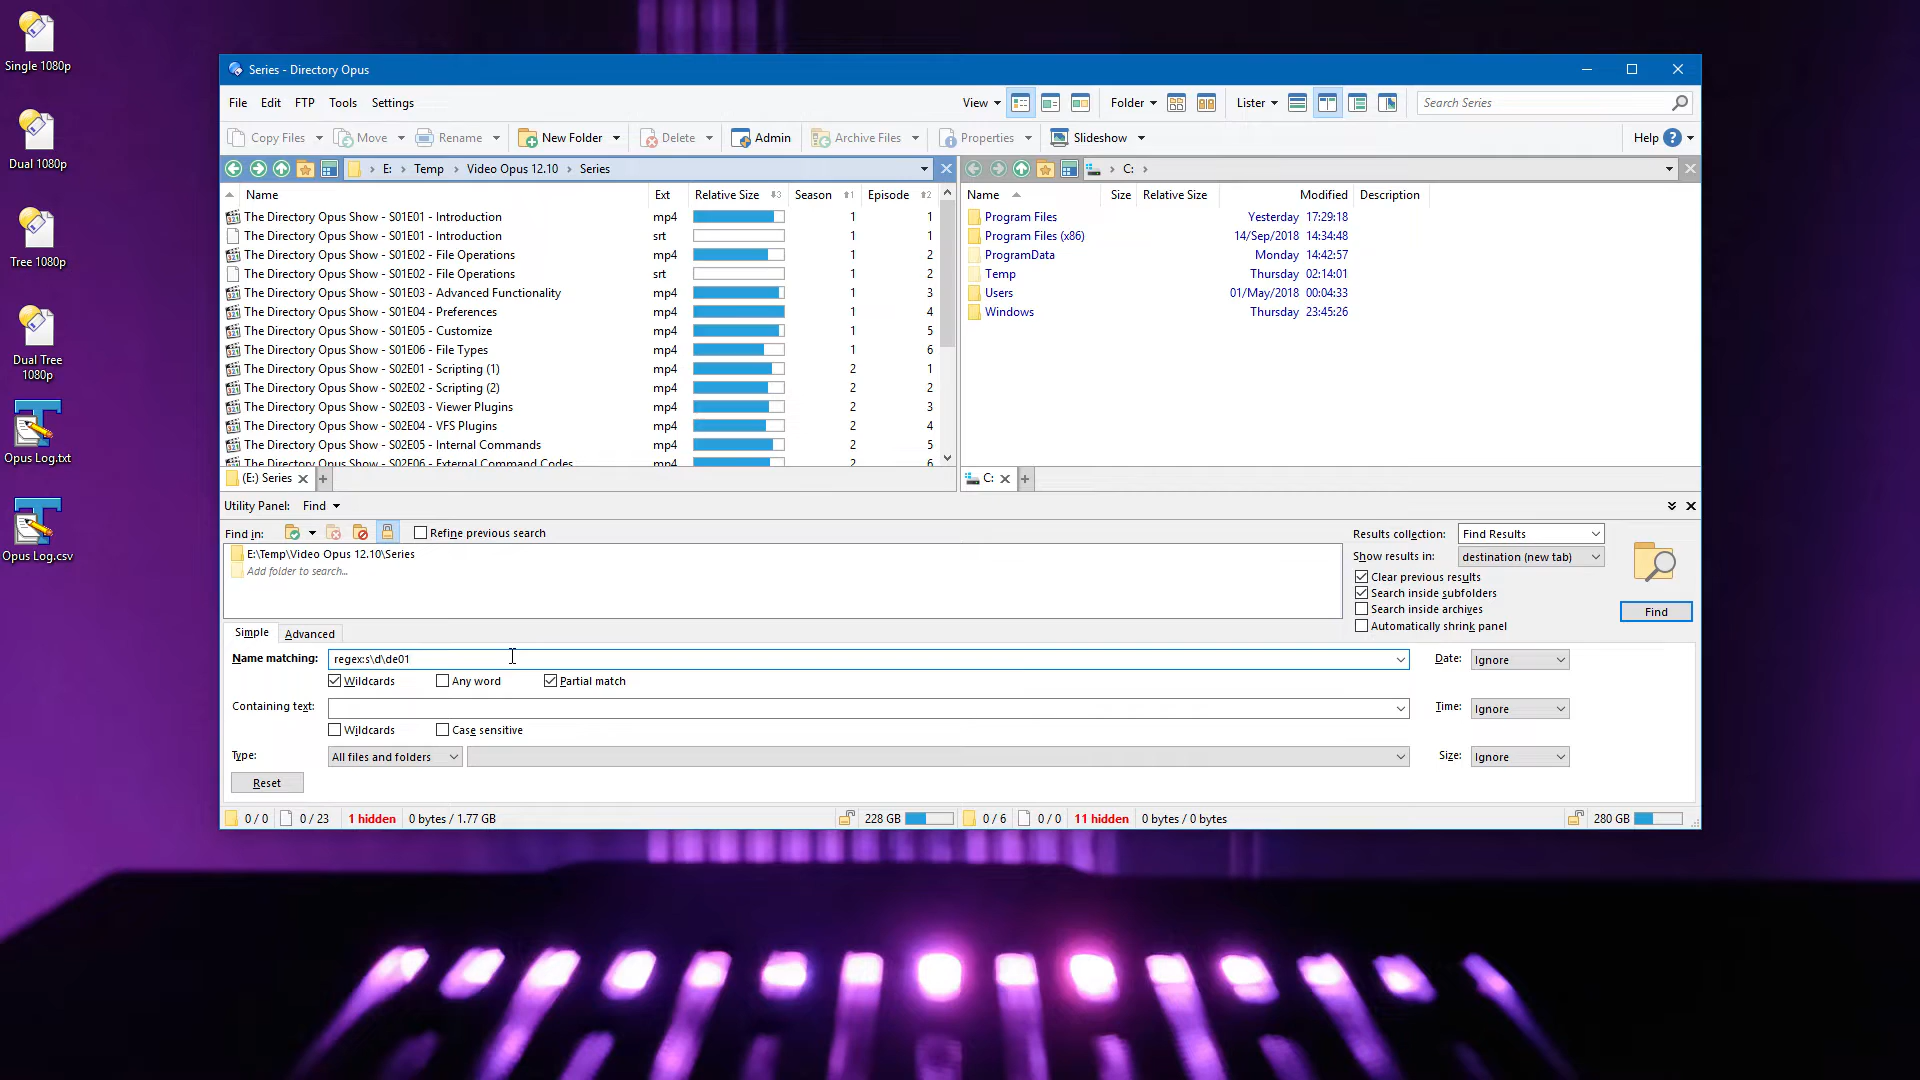 Single 1080p
Dual 1080p
Tree 1080p
Dual Tree
1080p
Opus Log.txt
Opus Log.csv
Series - Directory Opus
File Edit FTP Tools Settings View Folder Lister Search Series
Copy Files Move Rename New Folder Delete Admin Archive Files Properties Slideshow Help
E: Temp Video Opus 12.10 Series
C:
Name Ext Relative Size 3 Season 1 Episode 2
The Directory Opus Show - S01E01 - Introduction mp4 1 1
The Directory Opus Show - S01E01 - Introduction srt 1 1
The Directory Opus Show - S01E02 - File Operations mp4 1 2
The Directory Opus Show - S01E02 - File Operations srt 1 2
The Directory Opus Show - S01E03 - Advanced Functionality mp4 1 3
The Directory Opus Show - S01E04 - Preferences mp4 1 4
The Directory Opus Show - S01E05 - Customize mp4 1 5
The Directory Opus Show - S01E06 - File Types mp4 1 6
The Directory Opus Show - S02E01 - Scripting (1) mp4 2 1
The Directory Opus Show - S02E02 - Scripting (2) mp4 2 2
The Directory Opus Show - S02E03 - Viewer Plugins mp4 2 3
The Directory Opus Show - S02E04 - VFS Plugins mp4 2 4
The Directory Opus Show - S02E05 - Internal Commands mp4 2 5
The Directory Opus Show - S02E06 - External Command Codes mp4 2 6
Name Size Relative Size Modified Description
Program Files Yesterday 17:29:18
Program Files (x86) 14/Sep/2018 14:34:48
ProgramData Monday 14:42:57
Temp Thursday 02:14:01
Users 01/May/2018 00:04:33
Windows Thursday 23:45:26
(E:) Series
C:
Utility Panel: Find
Find in: Refine previous search
E:\Temp\Video Opus 12.10\Series
Add folder to search...
Results collection: Find Results
Show results in: destination (new tab)
Clear previous results
Search inside subfolders
Search inside archives
Automatically shrink panel
Find
Simple Advanced
Name matching: regex:s\d\de01 Date: Ignore
Wildcards Any word Partial match
Containing text: Time: Ignore
Wildcards Case sensitive
Type: All files and folders Size: Ignore
Reset
0 / 0 0 / 23 1 hidden 0 bytes / 1.77 GB 228 GB 0 / 6 0 / 0 11 hidden 0 bytes / 0 bytes 280 GB